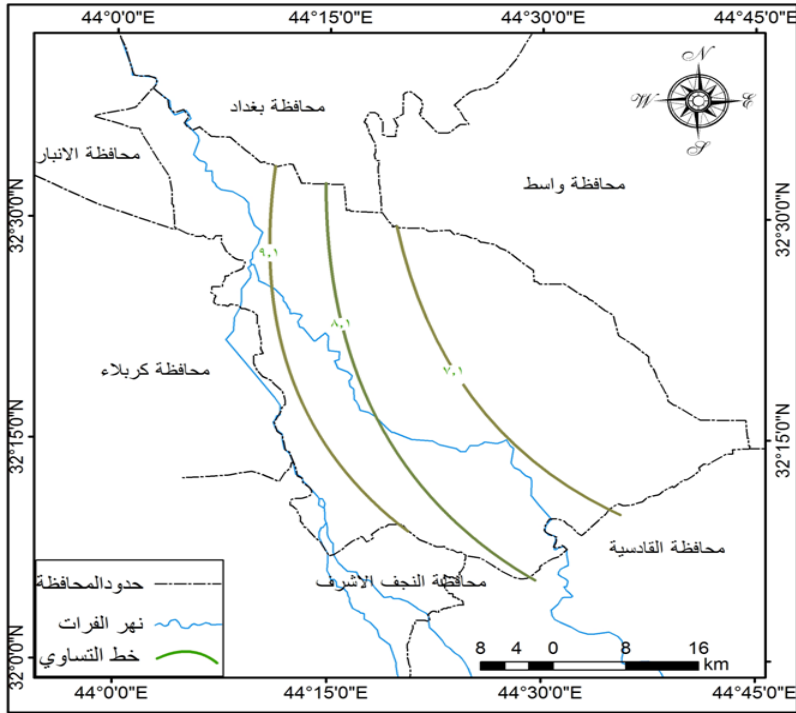 44°0'0"E 44°15'0"E 44°30'0"E 44°45'0"E
N
W E
S
محافظة بغداد
محافظة الانبار
محافظة واسط
32°30'0"N 32°30'0"N
٩,١
٨,١
٧,١
محافظة كربلاء
32°15'0"N 32°15'0"N
محافظة القادسية
محافظة النجف الاشرف
حدودالمحافظة
نهر الفرات
خط التساوي
32°0'0"N 32°0'0"N
8 4 0 8 16
km
44°0'0"E 44°15'0"E 44°30'0"E 44°45'0"E